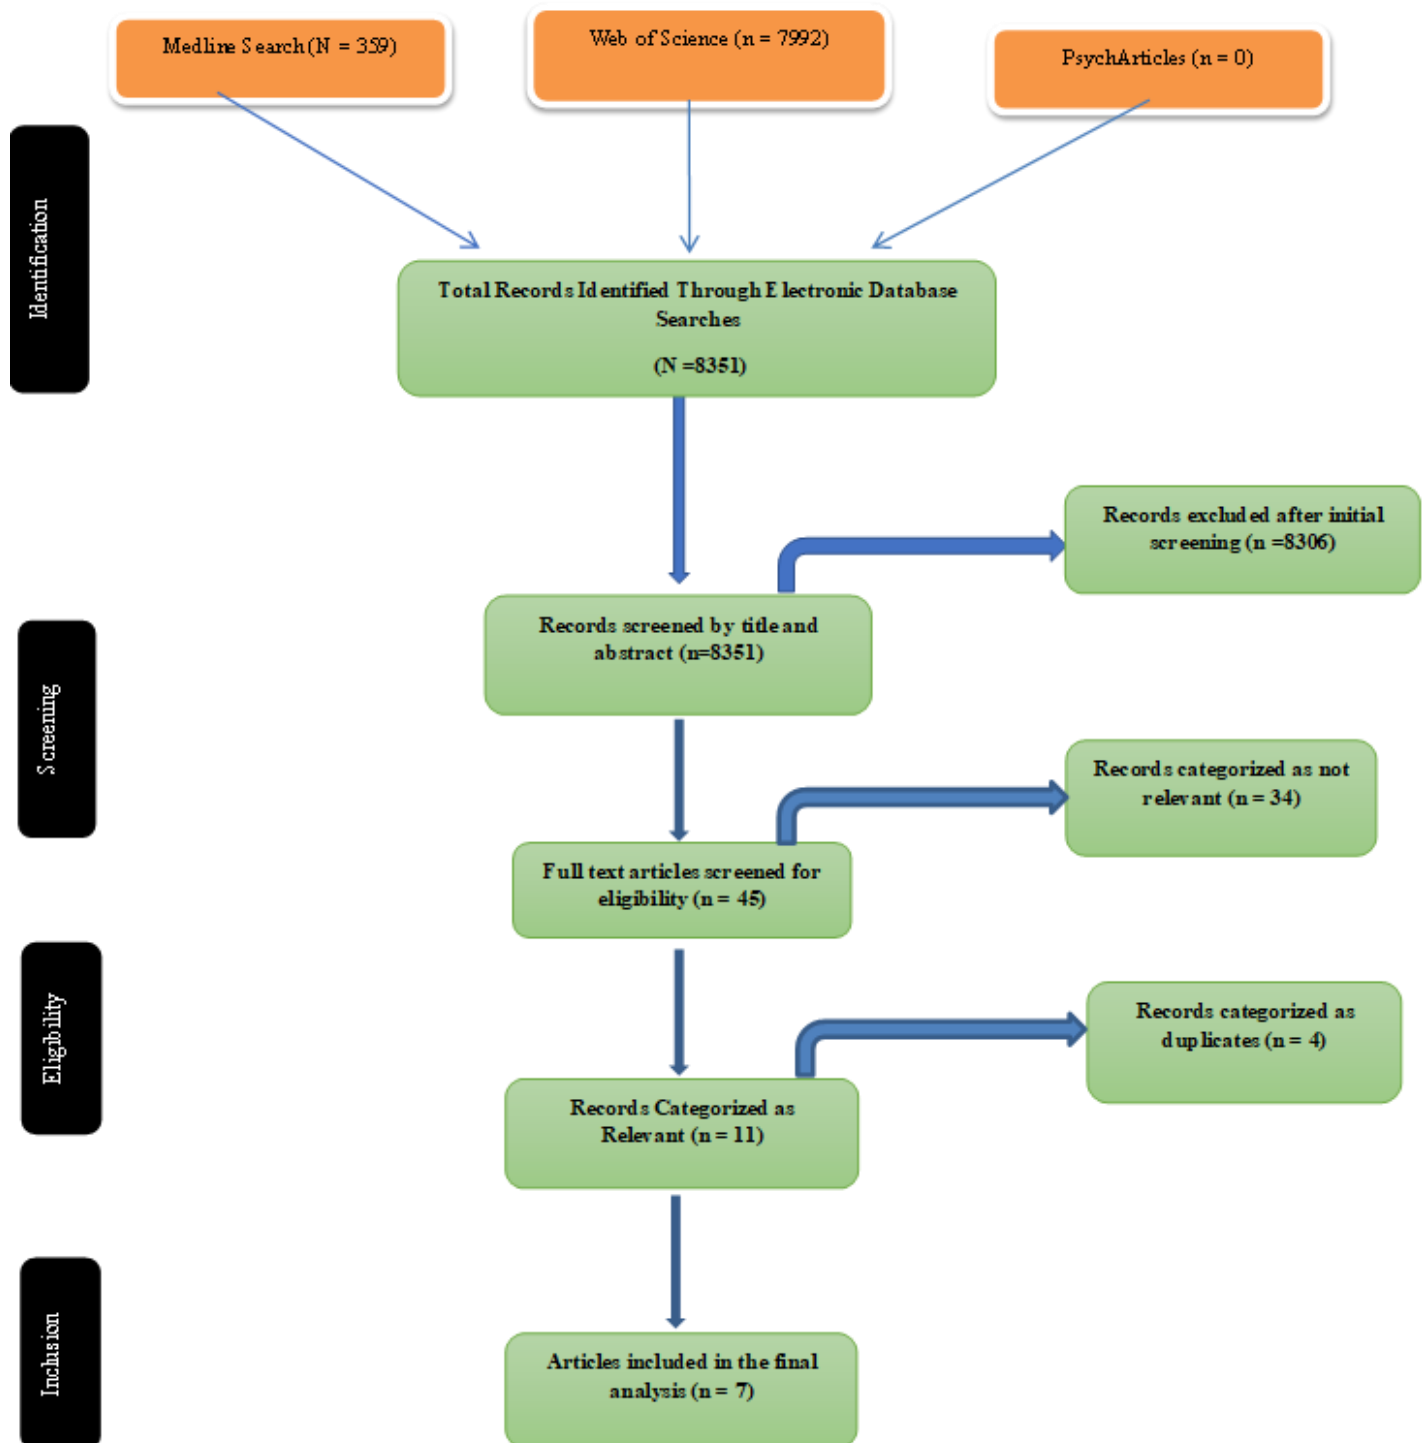 Medline Search (N = 359)
Web of Science (n = 7992)
PsychArticles (n = 0)
Identification
Total Records Identified Through Electronic Database
Searches
(N =8351)
Records excluded after initial
screening (n =8306)
Screening
Records screened by title and
abstract (n=8351)
Records categorized as not
relevant (n = 34)
Full text articles screened for
eligibility (n = 45)
Eligibility
Records categorized as
duplicates (n = 4)
Records Categorized as
Relevant (n = 11)
Inclusion
Articles included in the final
analysis (n = 7)